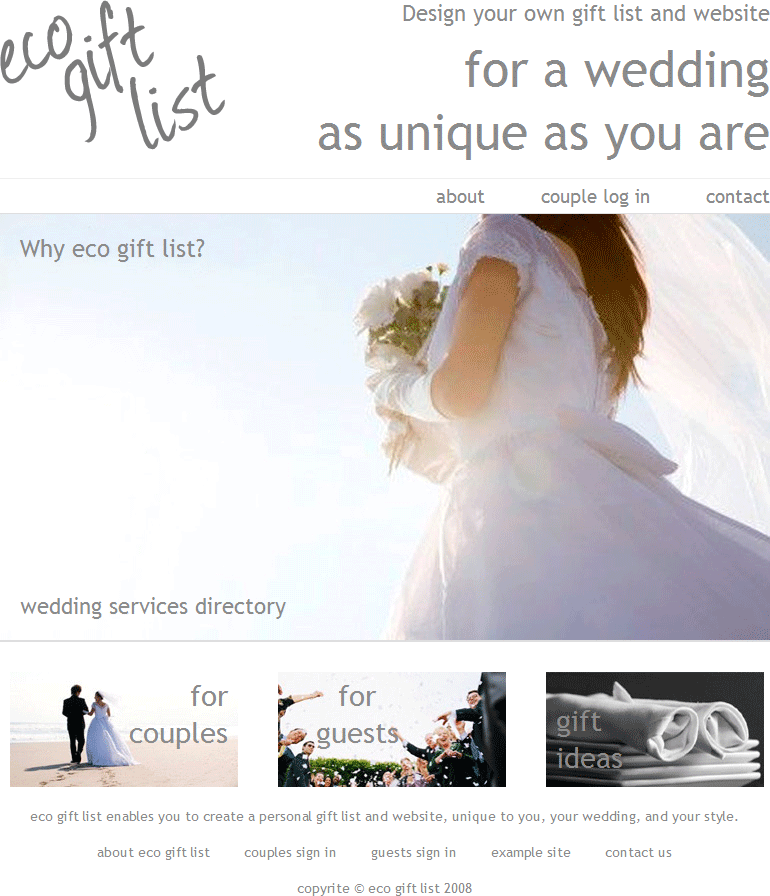 eco
gift
list
Design your own gift list and website
for a wedding
as unique as you are
about couple log in contact
Why eco gift list?
wedding services directory
for
couples
for
guests
gift
ideas
eco gift list enables you to create a personal gift list and website, unique to you, your wedding, and your style.
about eco gift list couples sign in guests sign in example site contact us
copyrite © eco gift list 2008